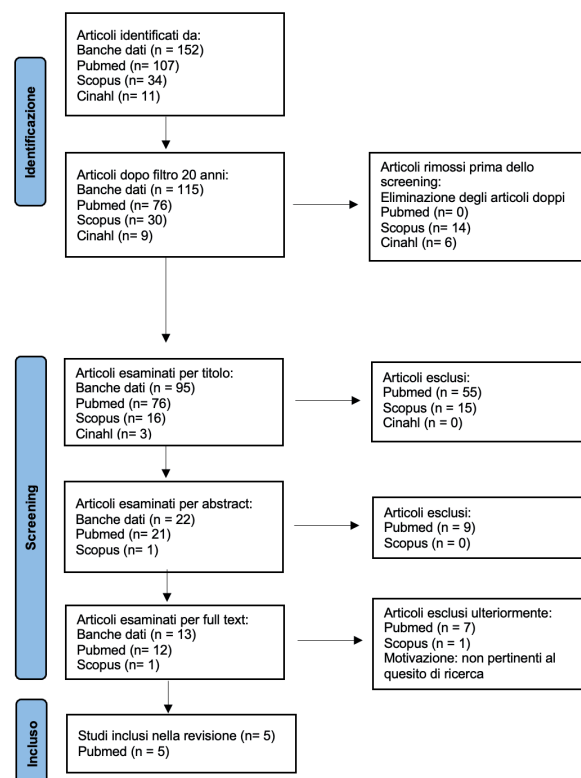 Identificazione
Articoli identificati da:
Banche dati (n = 152)
Pubmed (n= 107)
Scopus (n= 34)
Cinahl (n= 11)
Articoli dopo filtro 20 anni:
Banche dati (n = 115)
Pubmed (n= 76)
Scopus (n= 30)
Cinahl (n= 9)
Articoli rimossi prima dello
screening:
Eliminazione degli articoli doppi
Pubmed (n= 0)
Scopus (n= 14)
Cinahl (n= 6)
Screening
Articoli esaminati per titolo:
Banche dati (n = 95)
Pubmed (n= 76)
Scopus (n= 16)
Cinahl (n= 3)
Articoli esclusi:
Pubmed (n = 55)
Scopus (n = 15)
Cinahl (n = 0)
Articoli esaminati per abstract:
Banche dati (n = 22)
Pubmed (n= 21)
Scopus (n= 1)
Articoli esclusi:
Pubmed (n = 9)
Scopus (n = 0)
Articoli esaminati per full text:
Banche dati (n = 13)
Pubmed (n= 12)
Scopus (n= 1)
Articoli esclusi ulteriormente:
Pubmed (n = 7)
Scopus (n = 1)
Motivazione: non pertinenti al
quesito di ricerca
Incluso
Studi inclusi nella revisione (n= 5)
Pubmed (n = 5)